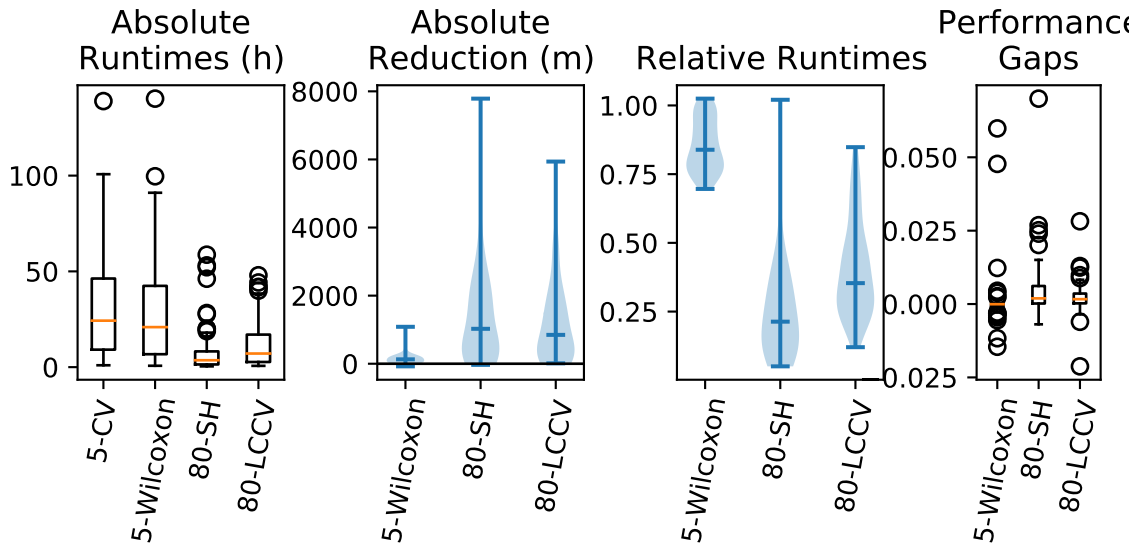 Absolute
Runtimes (h)
100
50
0
5-CV
5-Wilcoxon
80-SH
80-LCCV
Absolute
Reduction (m)
8000
6000
4000
2000
0
5-Wilcoxon
80-SH
80-LCCV
Relative Runtimes
1.00
0.75
0.50
0.25
5-Wilcoxon
80-SH
80-LCCV
Performance
Gaps
0.050
0.025
0.000
0.025
5-Wilcoxon
80-SH
80-LCCV